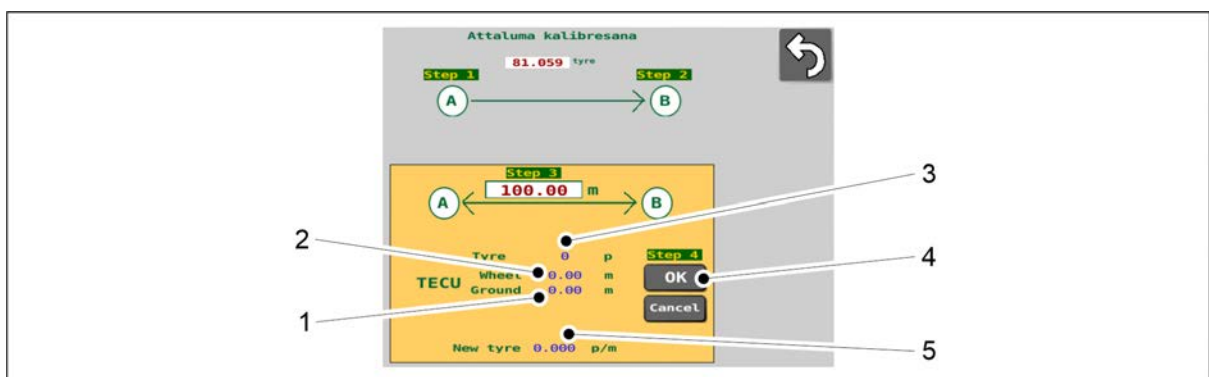 Attaluma kalibresana
81.059 tyre
Step 1
Step 2
A
B
Step 3
100.00 m
A
B
3
2
Tyre 0 p
Step 4
4
Wheel 0.00 m
OK
TECU
Ground 0.00 m
1
Cancel
5
New tyre 0.000 p/m